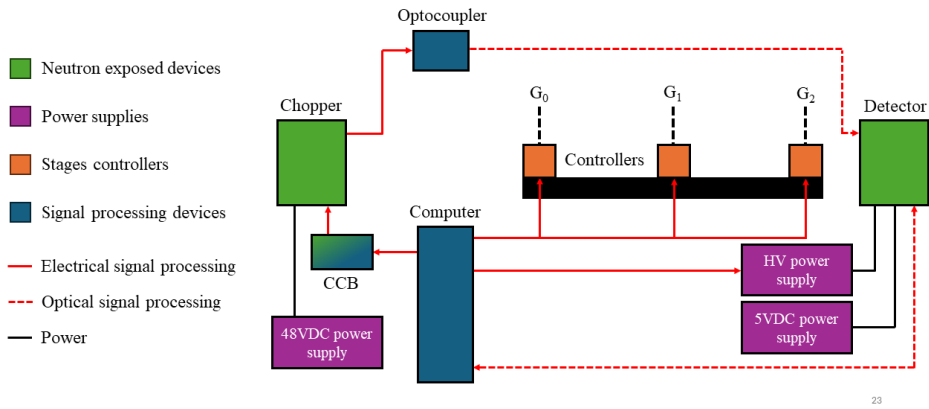 Optocoupler
Neutron exposed devices
Power supplies
Stages controllers
Signal processing devices
Electrical signal processing
Optical signal processing
Power
Chopper
G₀
G₁
G₂
Detector
Controllers
Computer
CCB
48VDC power
supply
HV power
supply
5VDC power
supply
23